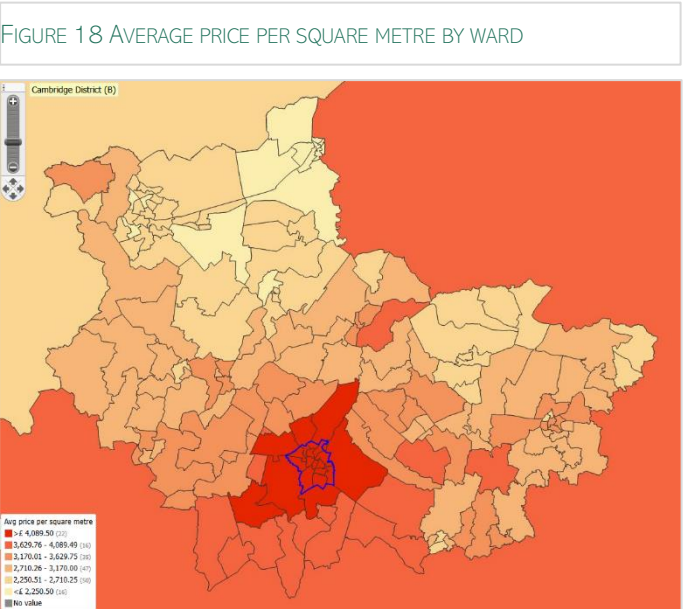 FIGURE 18 AVERAGE PRICE PER SQUARE METRE BY WARD
Cambridge District (B)
Avg price per square metre
>£ 4,089.50 (22)
3,629.76 - 4,089.49 (16)
3,170.01 - 3,629.75 (38)
2,710.26 - 3,170.00 (47)
2,250.51 - 2,710.25 (58)
<£ 2,250.50 (16)
No value